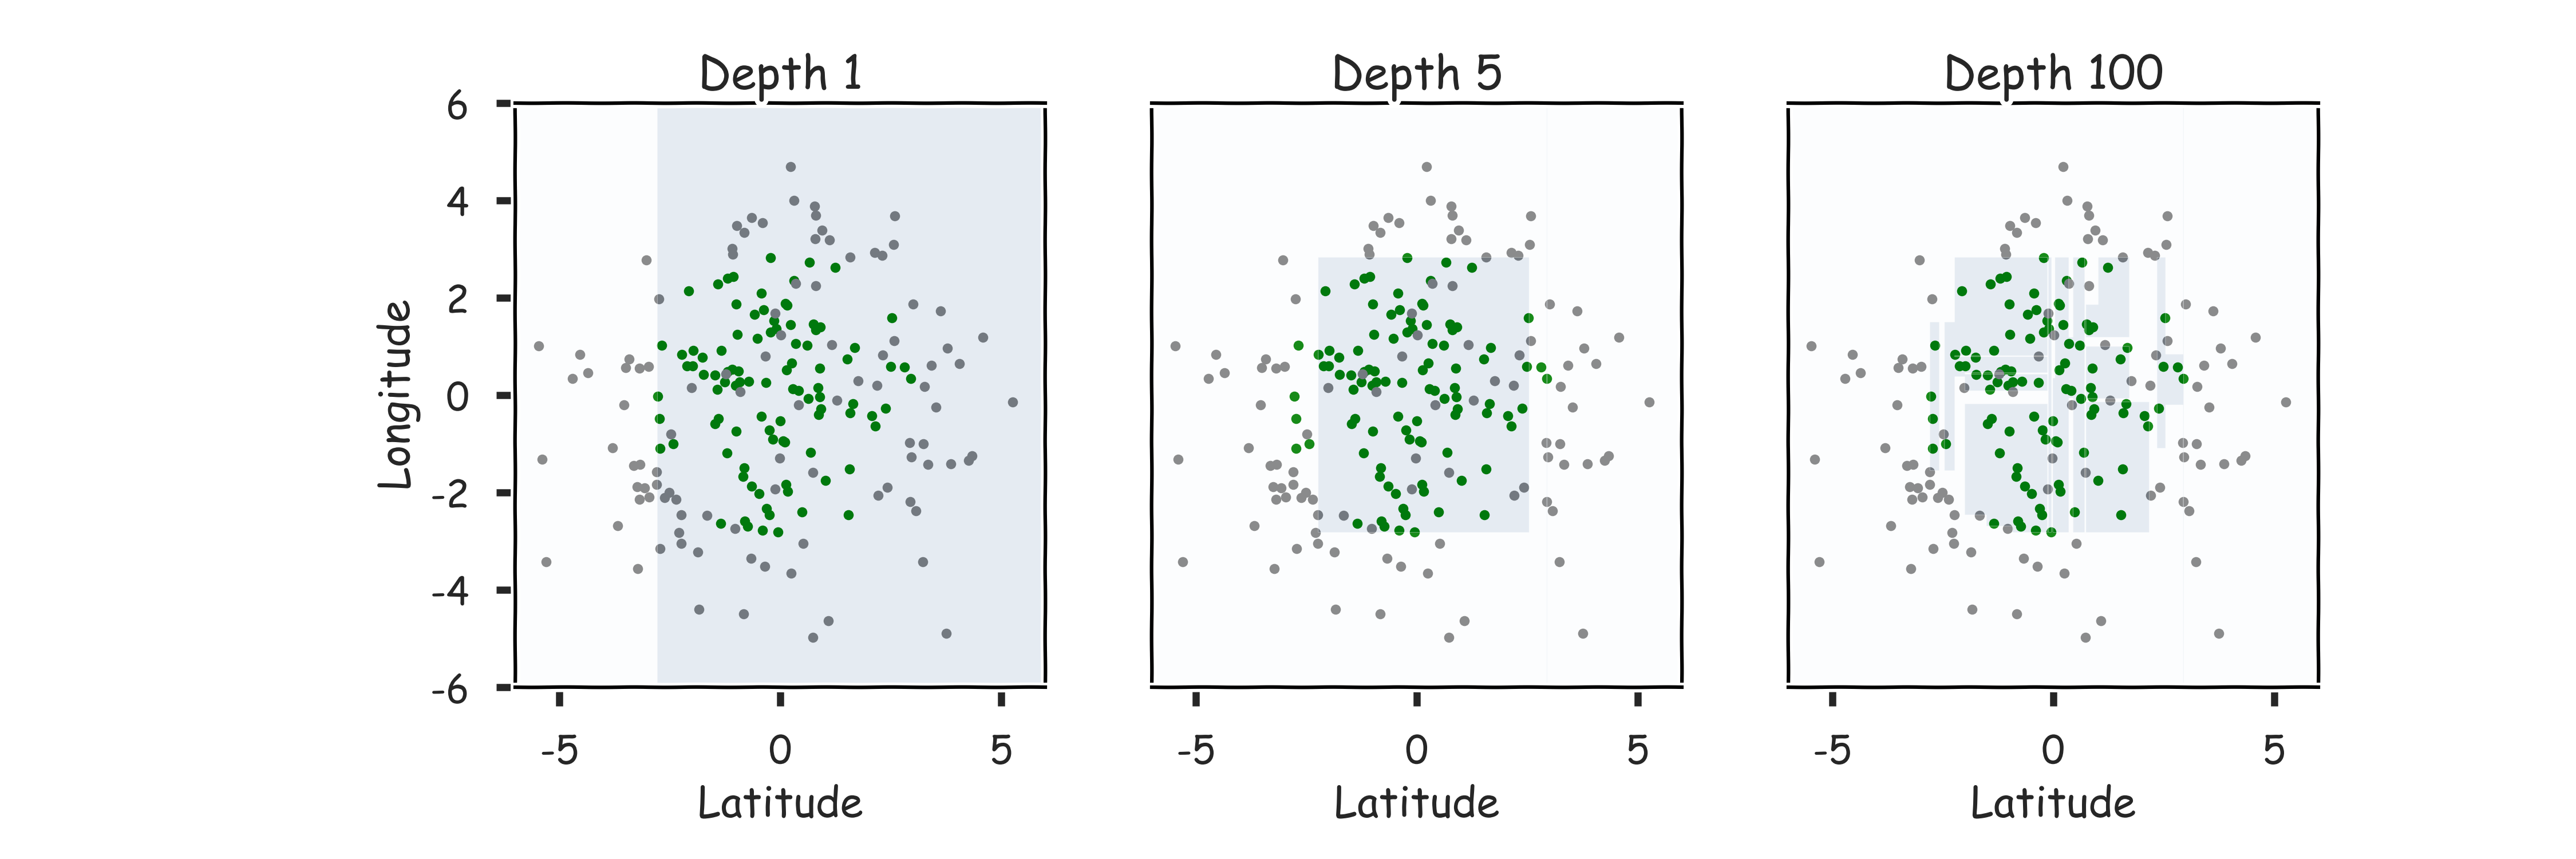 Depth 1
Depth 5
Depth 100
6
4
2
0
-2
-4
-6
Longitude
-5 0 5
-5 0 5
-5 0 5
Latitude
Latitude
Latitude